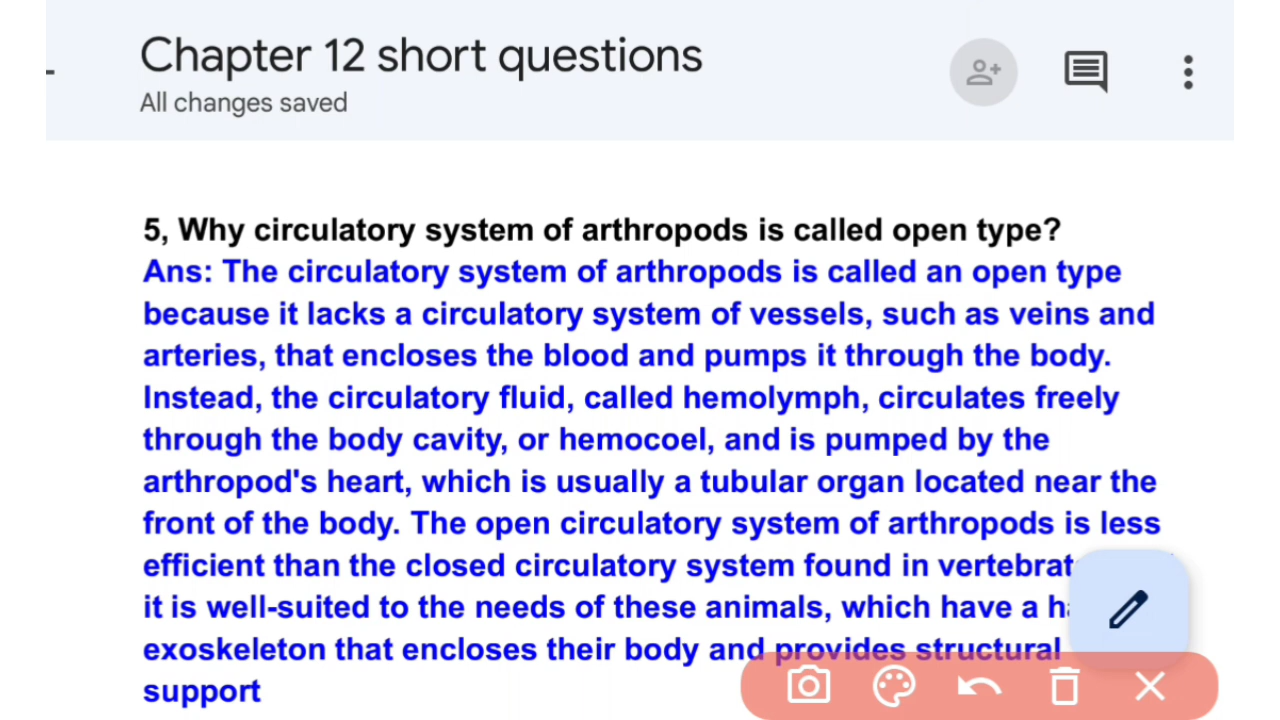 Chapter 12 short questions
All changes saved
5, Why circulatory system of arthropods is called open type?
Ans: The circulatory system of arthropods is called an open type
because it lacks a circulatory system of vessels, such as veins and
arteries, that encloses the blood and pumps it through the body.
Instead, the circulatory fluid, called hemolymph, circulates freely
through the body cavity, or hemocoel, and is pumped by the
arthropod's heart, which is usually a tubular organ located near the
front of the body. The open circulatory system of arthropods is less
efficient than the closed circulatory system found in
it is well-suited to the needs of these animals, which have a
exoskeleton that encloses their body and provides structural
support